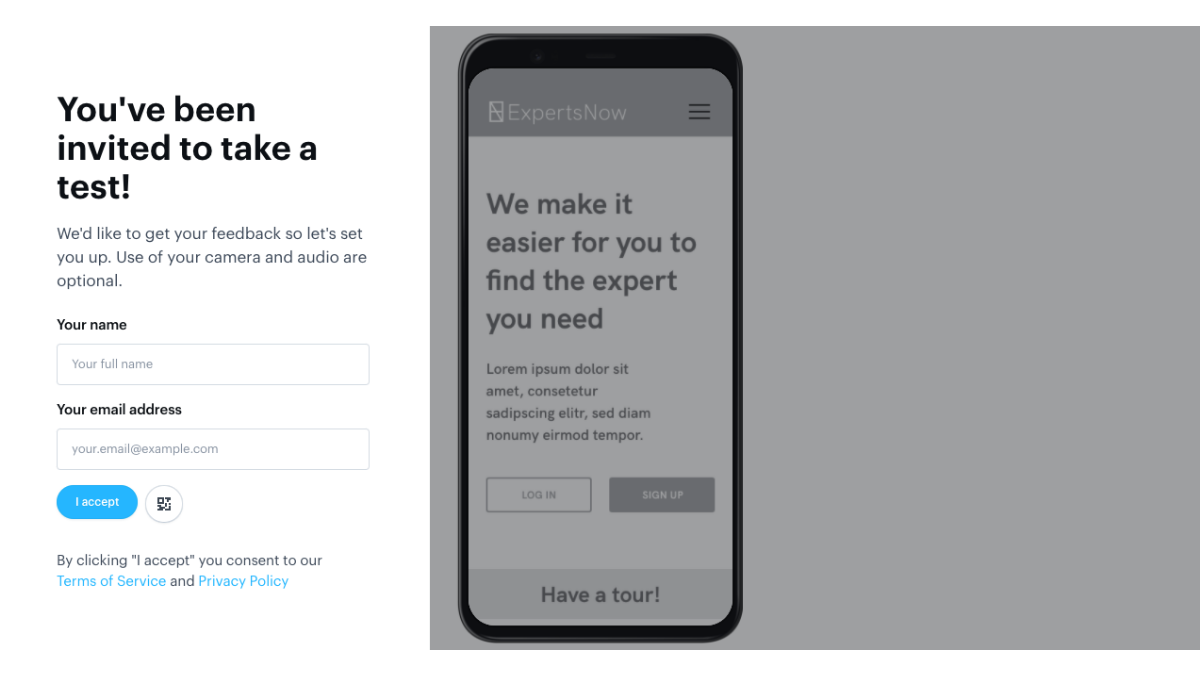 You've been
invited to take a
test!
We'd like to get your feedback so let's set
you up. Use of your camera and audio are
optional.
Your name
Your full name
Your email address
your.email@example.com
I accept
By clicking "I accept" you consent to our
Terms of Service and Privacy Policy
ExpertsNow
We make it
easier for you to
find the expert
you need
Lorem ipsum dolor sit
amet, consetetur
sadipscing elitr, sed diam
nonumy eirmod tempor.
LOG IN
SIGN UP
Have a tour!